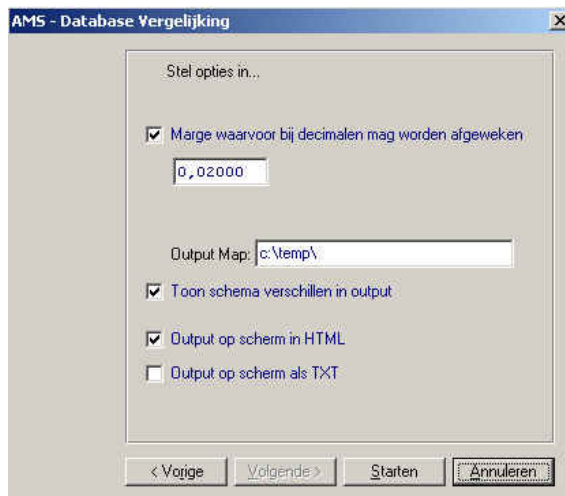 AMS - Database Vergelijking
Stel opties in...
Marge waarvoor bij decimalen mag worden afgeweken
0,02000
Output Map: c:\temp\
Toon schema verschillen in output
Output op scherm in HTML
Output op scherm als TXT
< Vorige Volgende > Starten Annuleren